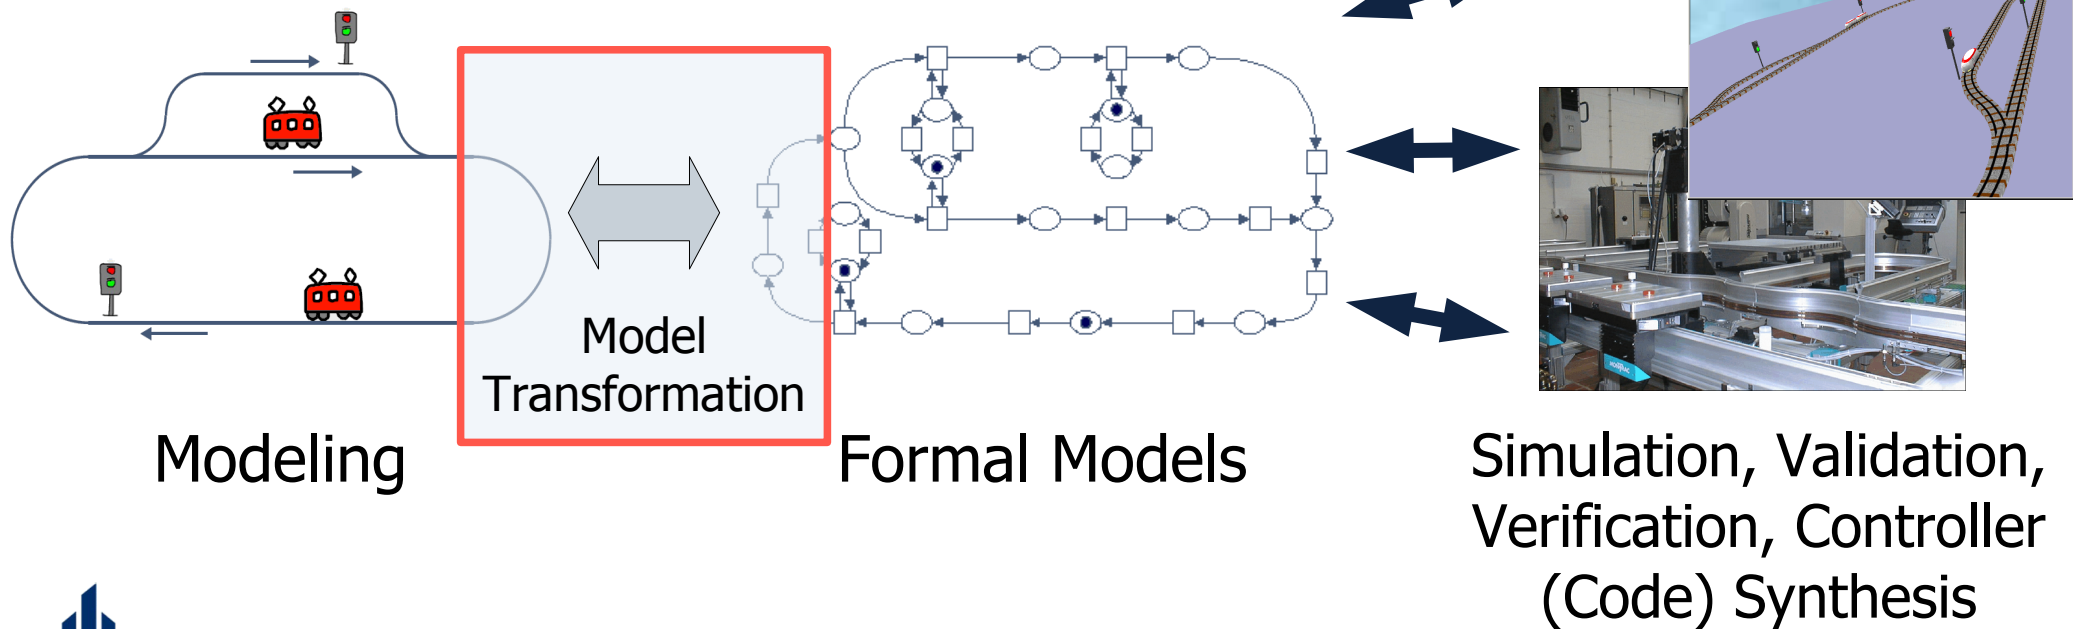 Model
Transformation
Modeling
Formal Models
Simulation, Validation,
Verification, Controller
(Code) Synthesis